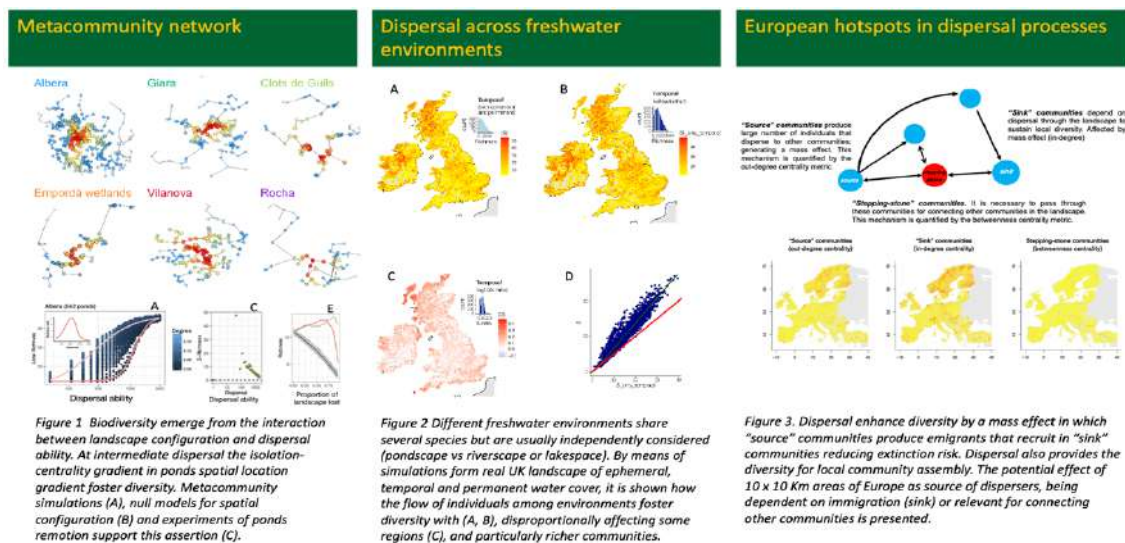 Metacommunity network
Albera
Giara
Clots de Guils
Empordà wetlands
Vilanova
Rocha
Albera (542 ponds)
A
Degree
Dispersal ability
C
Dispersal
Dispersal ability
E
Proportion of
landscape lost
Figure 1 Biodiversity emerge from the interaction
between landscape configuration and dispersal
ability. At intermediate dispersal the isolation-
centrality gradient in ponds spatial location
gradient foster diversity. Metacommunity
simulations (A), null models for spatial
configuration (B) and experiments of ponds
remotion support this assertion (C).
Dispersal across freshwater
environments
A
Temporal
B
Temporal
C
Temporal
D
Figure 2 Different freshwater environments share
several species but are usually independently considered
(pondscape vs riverscape or lakespace). By means of
simulations form real UK landscape of ephemeral,
temporal and permanent water cover, it is shown how
the flow of individuals among environments foster
diversity with (A, B), disproportionally affecting some
regions (C), and particularly richer communities.
European hotspots in dispersal processes
"Source" communities produce
large number of individuals that
disperse to other communities;
generating a mass effect. This
mechanism is quantified by the
out-degree centrality metric.
"Sink" communities depend on
dispersal through the landscape to
sustain local diversity. Affected by
mass effect (in-degree)
source
sink
"Stepping-stone" communities. It is necessary to pass through
these communities for connecting other communities in the landscape.
This mechanism is quantified by the betweenness centrality metric.
"Source" communities
(out-degree centrality)
"Sink" communities
(in-degree centrality)
Stepping-stone communities
(betweenness centrality)
Figure 3. Dispersal enhance diversity by a mass effect in which
"source" communities produce emigrants that recruit in "sink"
communities reducing extinction risk. Dispersal also provides the
diversity for local community assembly. The potential effect of
10 x 10 Km areas of Europe as source of dispersers, being
dependent on immigration (sink) or relevant for connecting
other communities is presented.